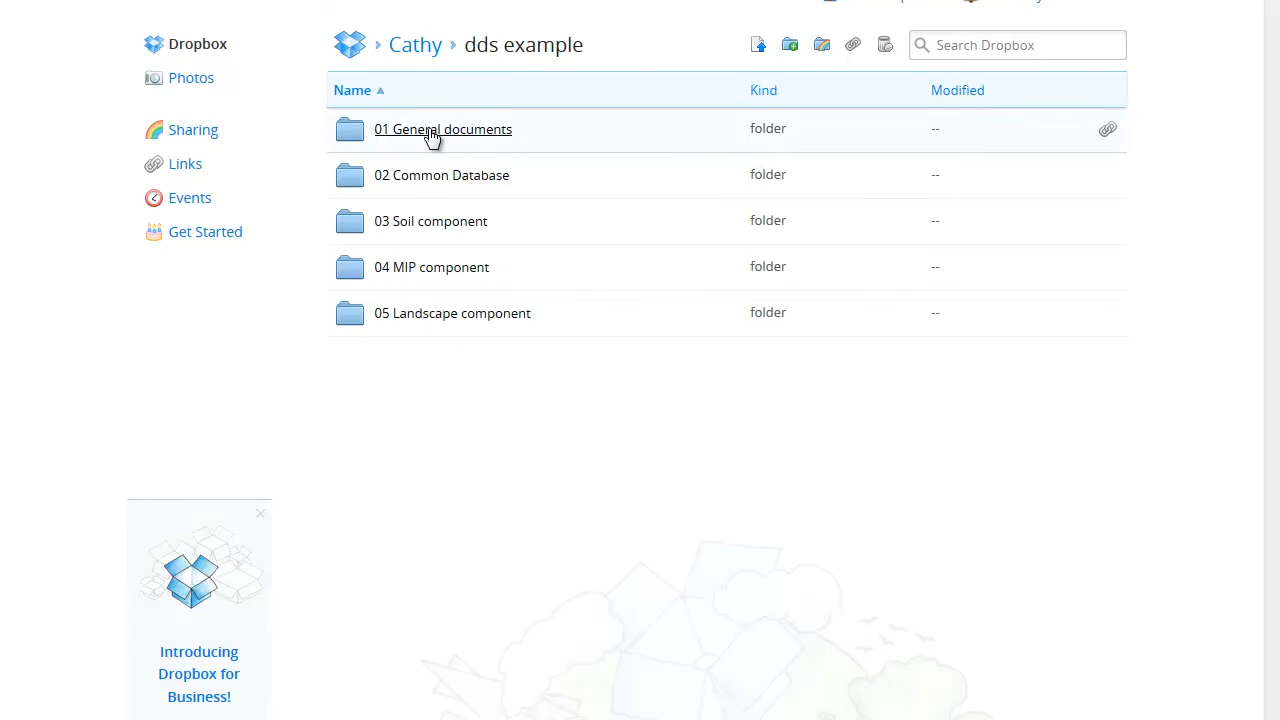 Dropbox
Photos
Sharing
Links
Events
Get Started
Cathy › dds example
Search Dropbox
Name Kind Modified
01 General documents folder --
02 Common Database folder --
03 Soil component folder --
04 MIP component folder --
05 Landscape component folder --
Introducing
Dropbox for
Business!